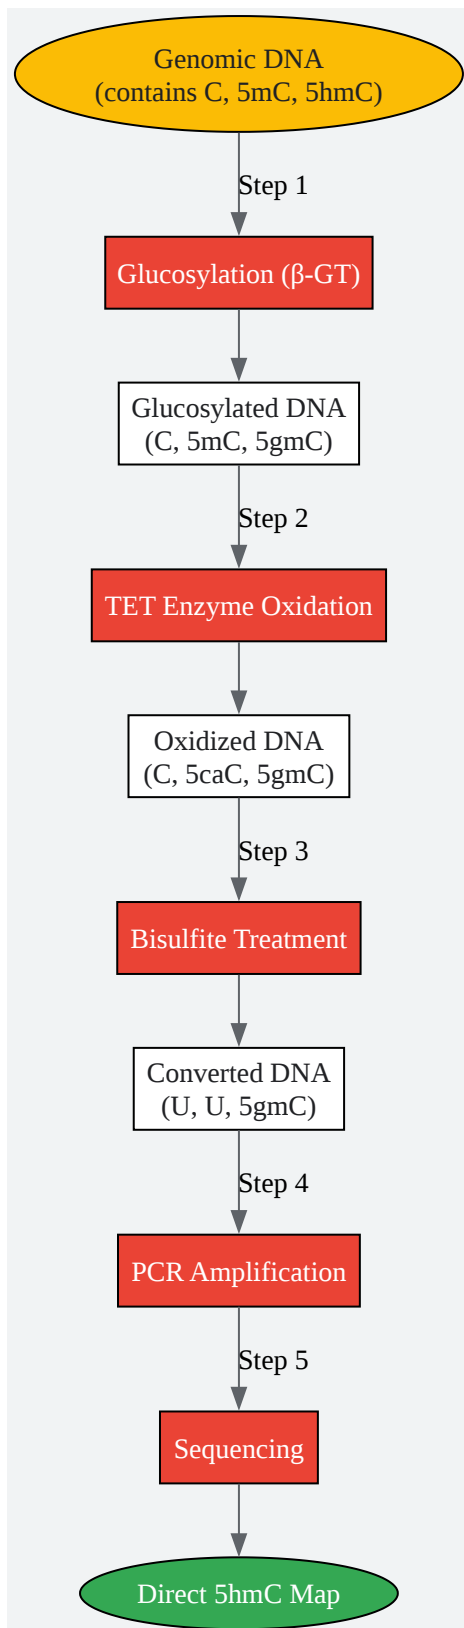 Genomic DNA
(contains C, 5mC, 5hmC)
Step 1
Glucosylation (β-GT)
Glucosylated DNA
(C, 5mC, 5gmC)
Step 2
TET Enzyme Oxidation
Oxidized DNA
(C, 5caC, 5gmC)
Step 3
Bisulfite Treatment
Converted DNA
(U, U, 5gmC)
Step 4
PCR Amplification
Step 5
Sequencing
Direct 5hmC Map